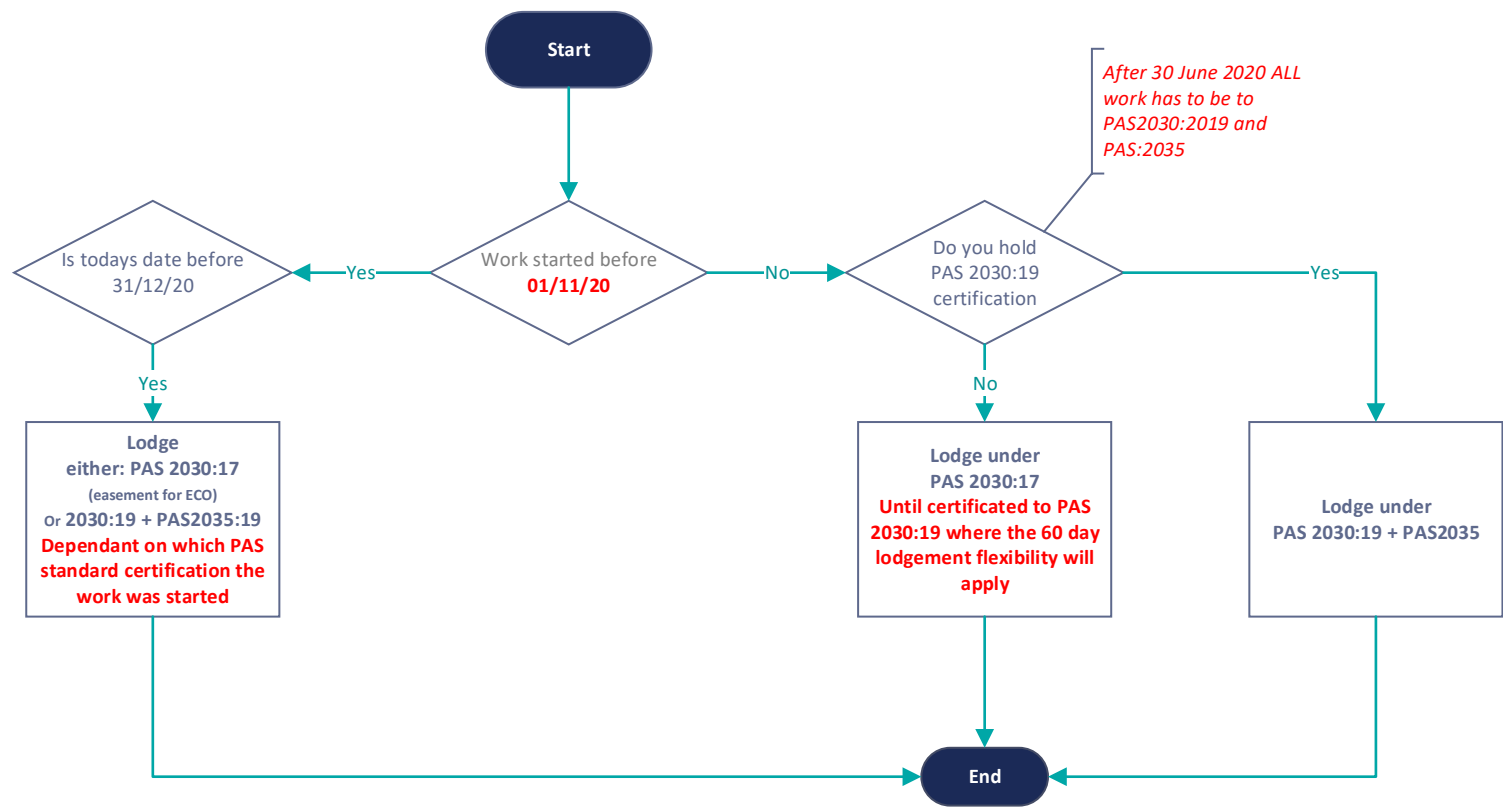 Start
After 30 June 2020 ALL
work has to be to
PAS2030:2019 and
PAS:2035
Is todays date before
31/12/20
Yes
Work started before
01/11/20
No
Do you hold
PAS 2030:19
certification
Yes
Yes
No
Lodge
either: PAS 2030:17
(easement for ECO)
Or 2030:19 + PAS2035:19
Dependant on which PAS
standard certification the
work was started
Lodge under
PAS 2030:17
Until certificated to PAS
2030:19 where the 60 day
lodgement flexibility will
apply
Lodge under
PAS 2030:19 + PAS2035
End